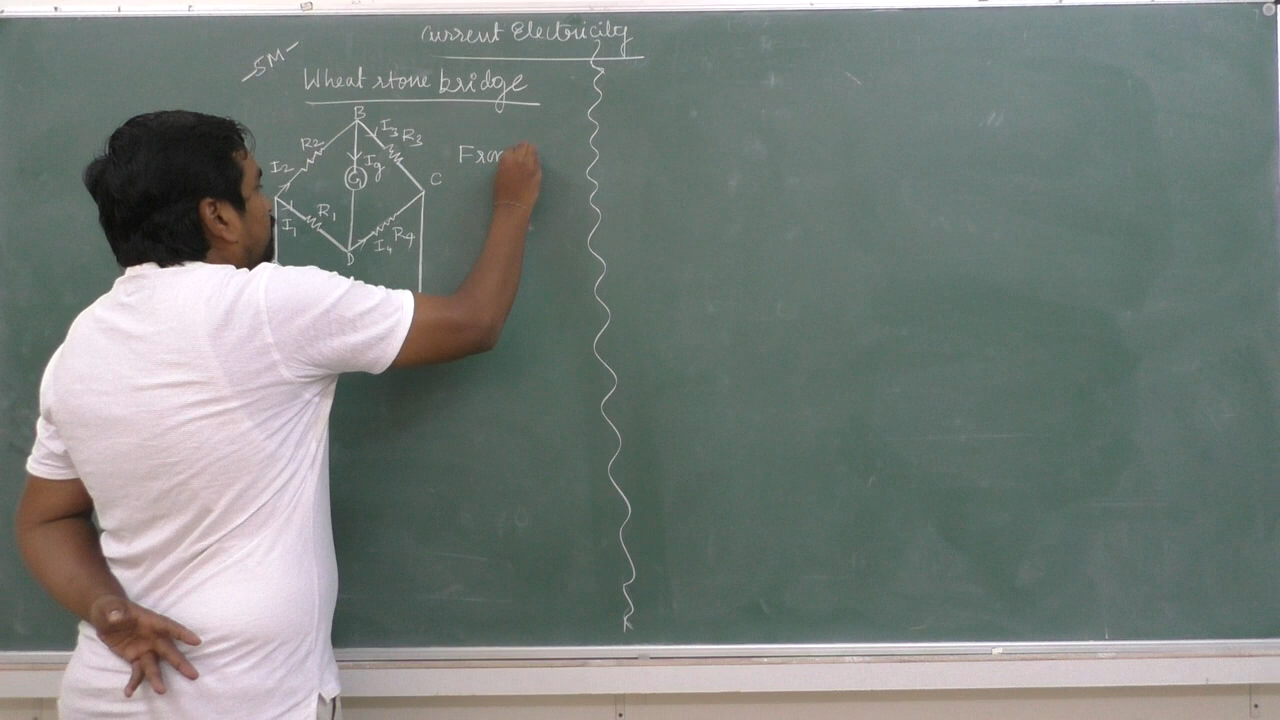 Current Electricity
-5M-
Wheat stone bridge
B
I3
R3
R2
Ig
G
I2
C
R1
I1
R4
I4
D
Fro